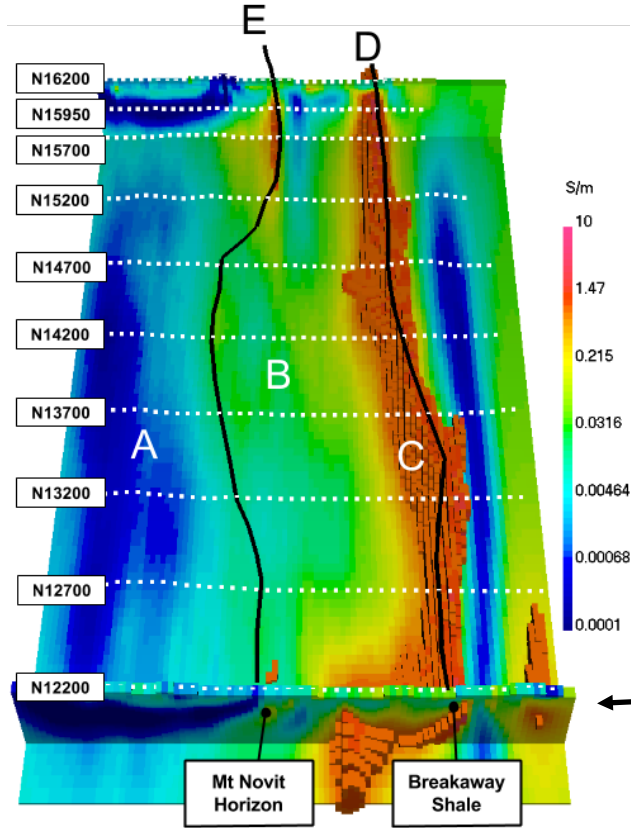 E
D
N16200
N15950
N15700
N15200
N14700
N14200
N13700
N13200
N12700
N12200
A
B
C
S/m
10
1.47
0.215
0.0316
0.00464
0.00068
0.0001
Mt Novit
Horizon
Breakaway
Shale